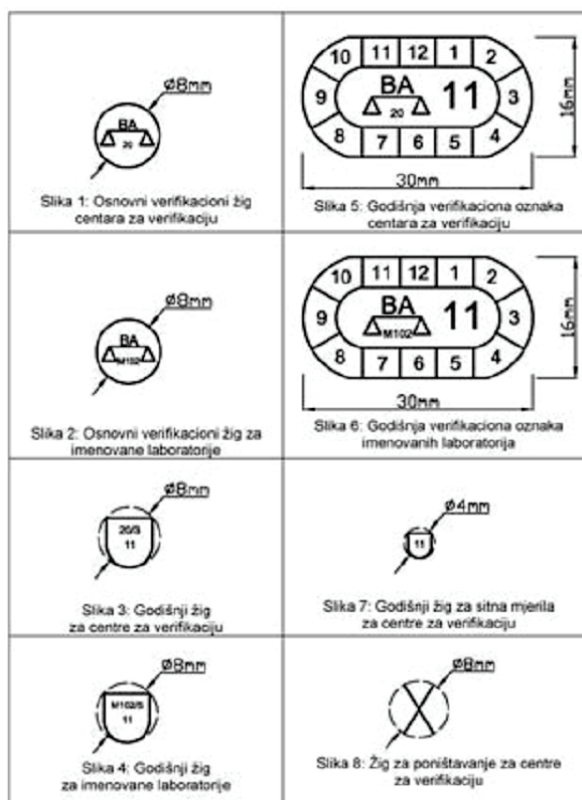 Ø8mm
BA
20
Slika 1: Osnovni verifikacioni žig
centara za verifikaciju
10 11 12 1 2
9 BA 11 3
20
8 7 6 5 4
16mm
30mm
Slika 5: Godišnja verifikaciona oznaka
centara za verifikaciju
Ø8mm
BA
M102
Slika 2: Osnovni verifikacioni žig za
imenovane laboratorije
10 11 12 1 2
9 BA 11 3
M102
8 7 6 5 4
16mm
30mm
Slika 6: Godišnja verifikaciona oznaka
imenovanih laboratorija
Ø8mm
20/S
11
Slika 3: Godišnji žig
za centre za verifikaciju
Ø4mm
11
Slika 7: Godišnji žig za sitna mjerila
za centre za verifikaciju
Ø8mm
M102/S
11
Slika 4: Godišnji žig
za imenovane laboratorije
Ø8mm
Slika 8: Žig za poništavanje za centre
za verifikaciju